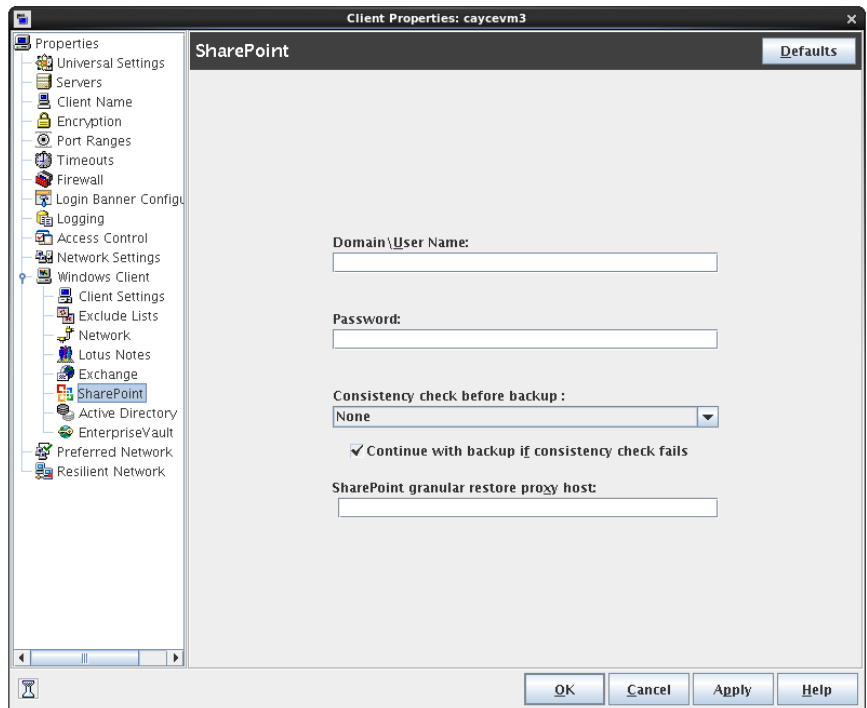 Client Properties: caycevm3
Properties
Universal Settings
Servers
Client Name
Encryption
Port Ranges
Timeouts
Firewall
Login Banner Configu
Logging
Access Control
Network Settings
Windows Client
Client Settings
Exclude Lists
Network
Lotus Notes
Exchange
SharePoint
Active Directory
EnterpriseVault
Preferred Network
Resilient Network
SharePoint
Defaults
Domain\User Name:
Password:
Consistency check before backup :
None
Continue with backup if consistency check fails
SharePoint granular restore proxy host:
OK
Cancel
Apply
Help